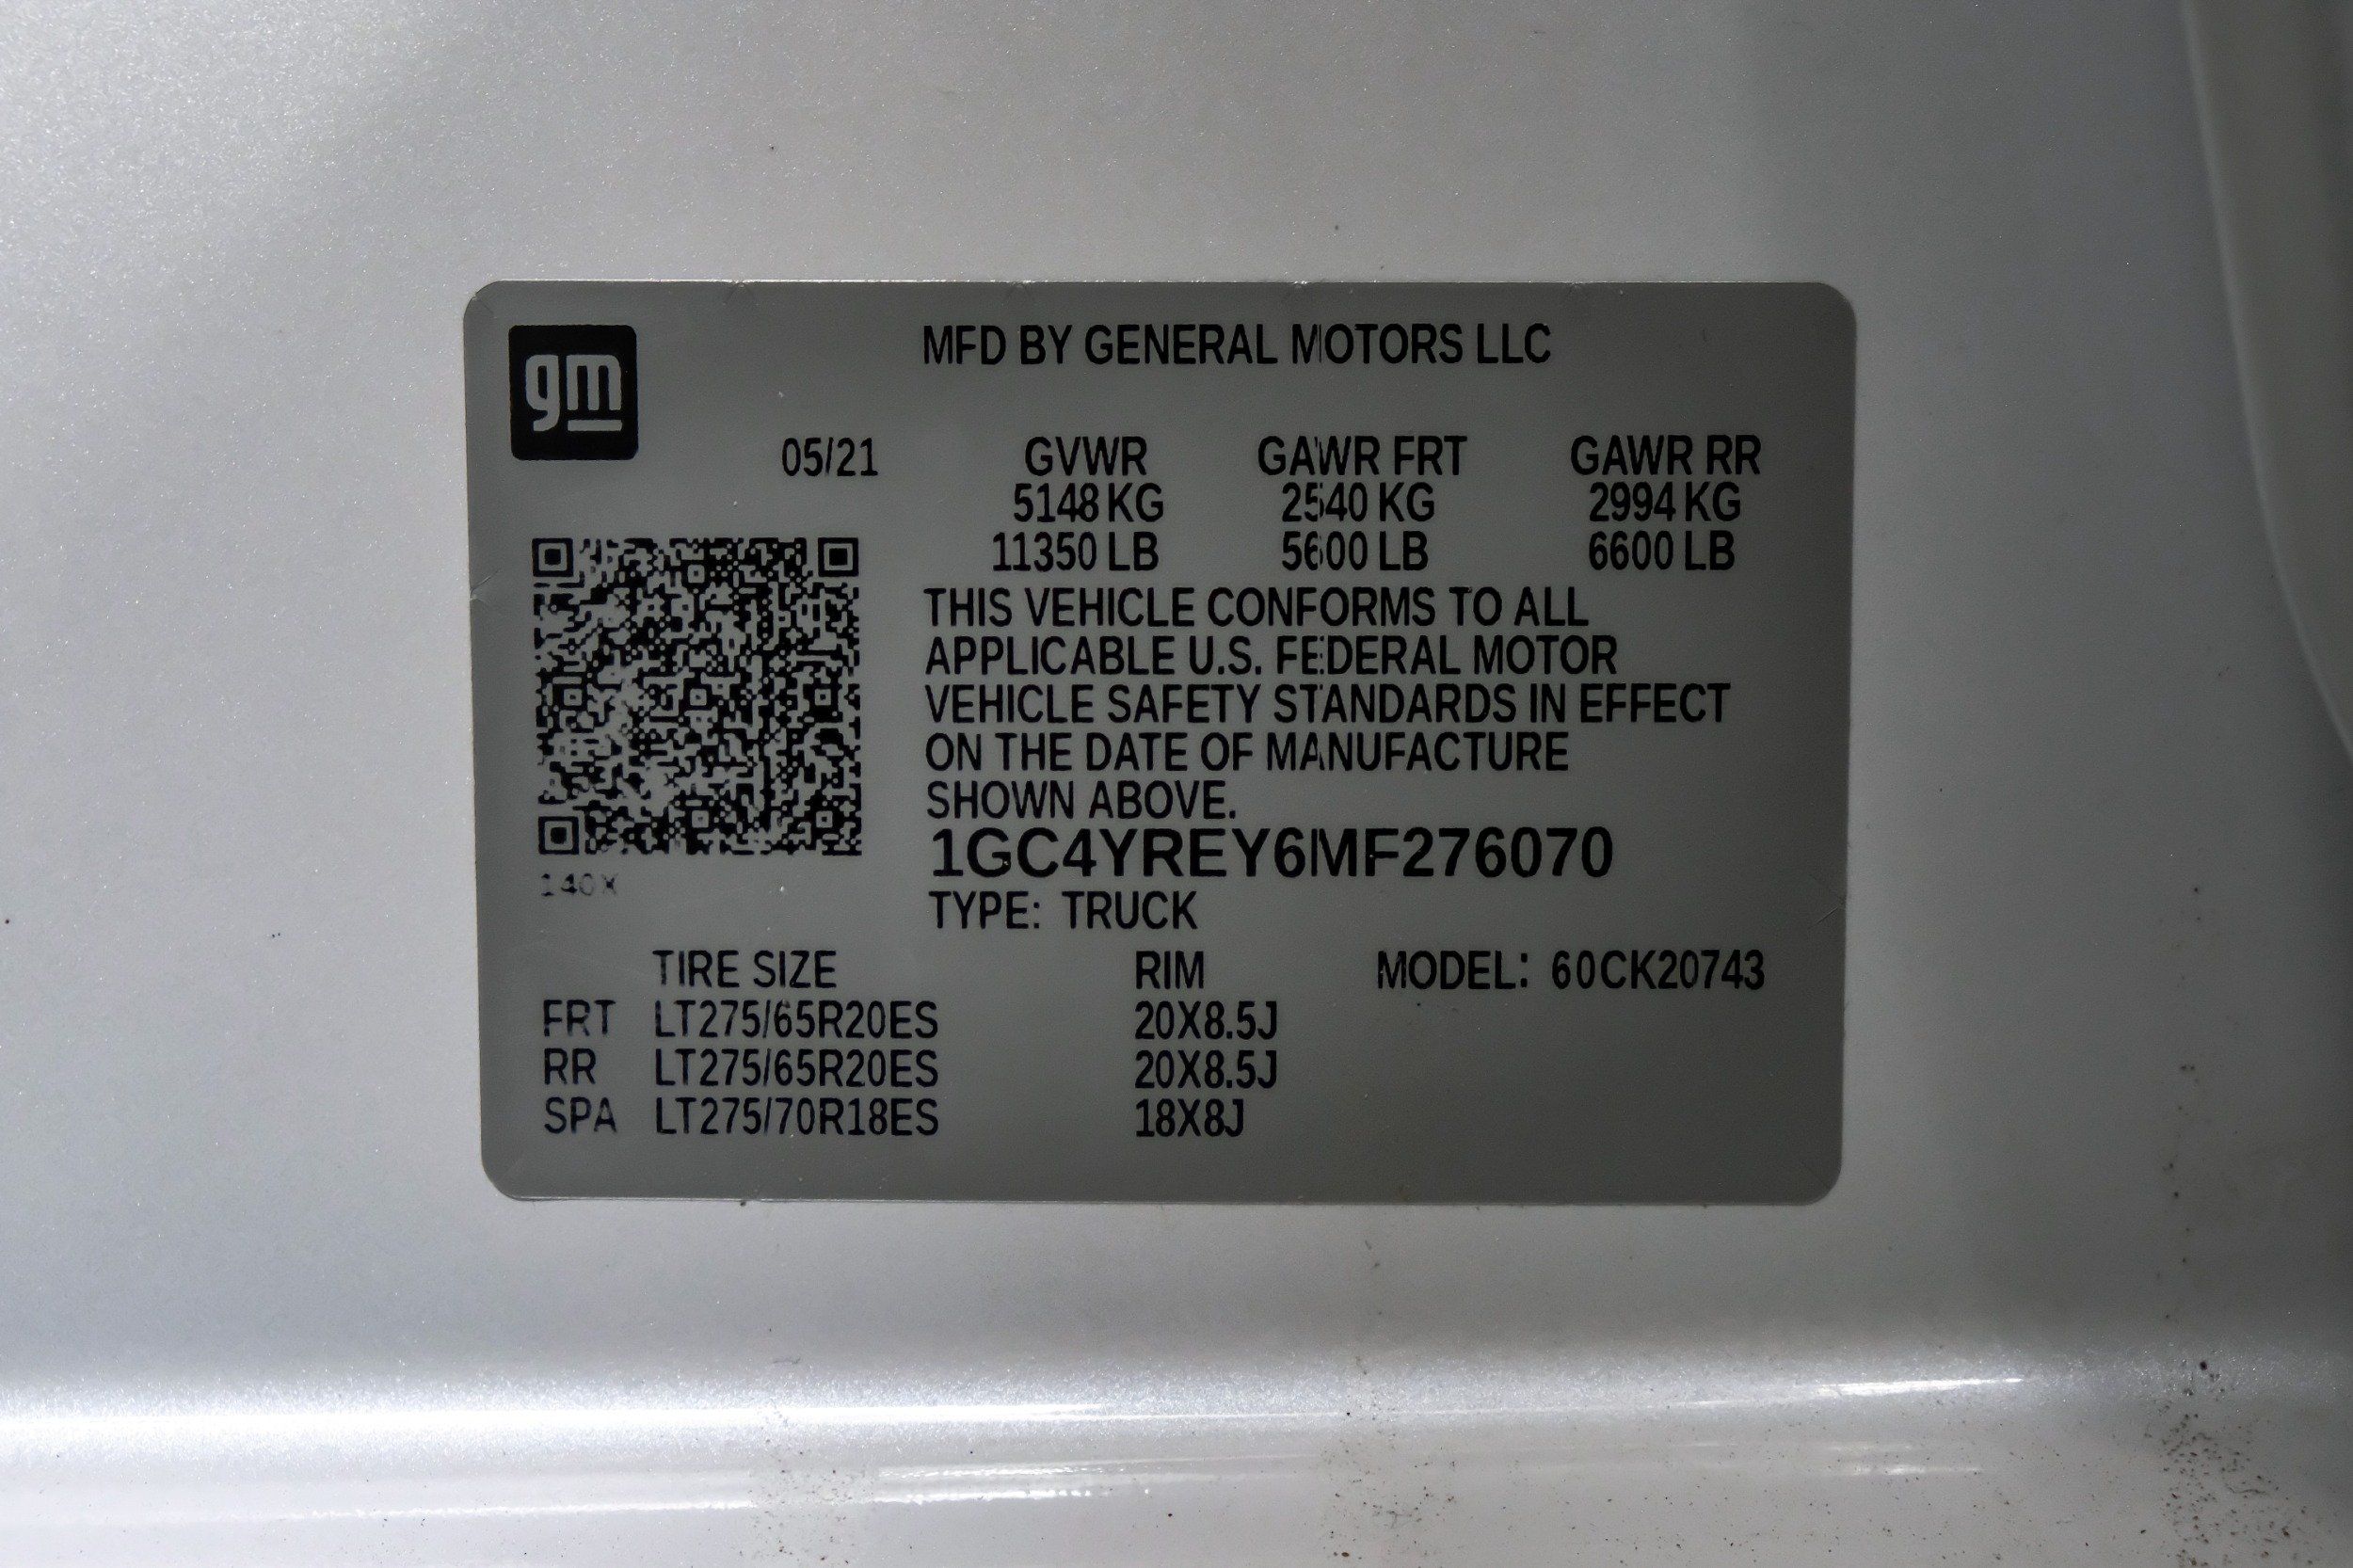 gm
MFD BY GENERAL MOTORS LLC
05/21 GVWR GAWR FRT GAWR RR
5148 KG 2540 KG 2994 KG
11350 LB 5600 LB 6600 LB
THIS VEHICLE CONFORMS TO ALL
APPLICABLE U.S. FEDERAL MOTOR
VEHICLE SAFETY STANDARDS IN EFFECT
ON THE DATE OF MANUFACTURE
SHOWN ABOVE.
1GC4YREY6MF276070
140X
TYPE: TRUCK
TIRE SIZE RIM MODEL: 60CK20743
FRT LT275/65R20ES 20X8.5J
RR LT275/65R20ES 20X8.5J
SPA LT275/70R18ES 18X8J